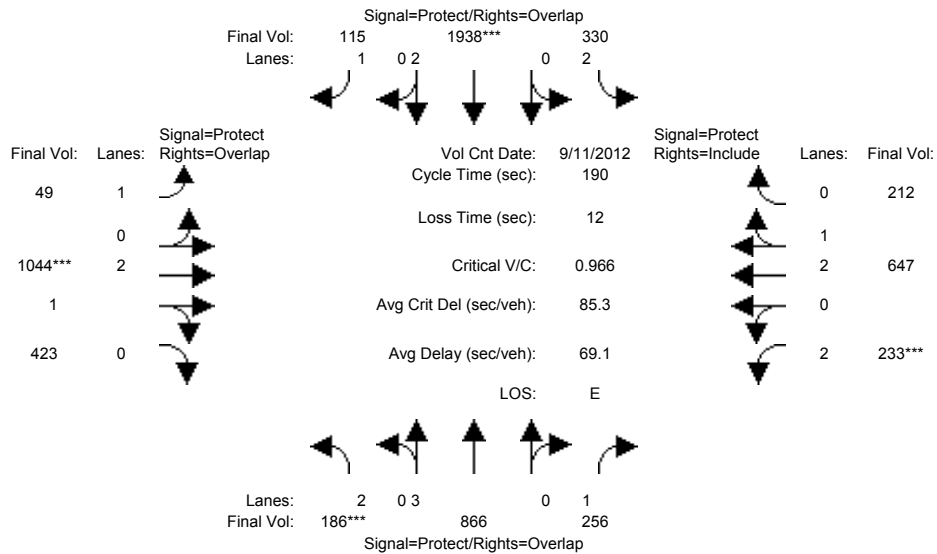 Signal=Protect/Rights=Overlap
Final Vol: 115 1938*** 330
Lanes: 1 0 2 0 2
Signal=Protect Signal=Protect
Final Vol: Lanes: Rights=Overlap Vol Cnt Date: 9/11/2012 Rights=Include Lanes: Final Vol:
Cycle Time (sec): 190
49 1 0 212
Loss Time (sec): 12
0 1
1044*** 2 Critical V/C: 0.966 2 647
1 Avg Crit Del (sec/veh): 85.3 0
423 0 Avg Delay (sec/veh): 69.1 2 233***
LOS: E
Lanes: 2 0 3 0 1
Final Vol: 186*** 866 256
Signal=Protect/Rights=Overlap